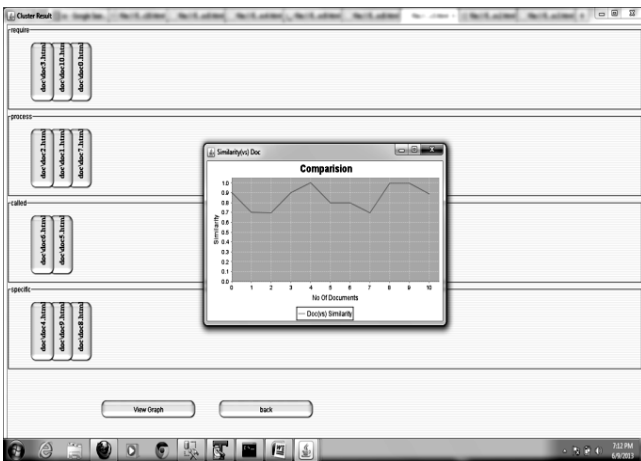 Cluster Result
require
doc\doc3.html
doc\doc10.html
doc\doc0.html
process
doc\doc2.html
doc\doc1.html
doc\doc7.html
called
doc\doc6.html
doc\doc5.html
specific
doc\doc4.html
doc\doc9.html
doc\doc8.html
Similarity(vs) Doc
Comparision
Similarity
1.0
0.9
0.8
0.7
0.6
0.5
0.4
0.3
0.2
0.1
0.0
0 1 2 3 4 5 6 7 8 9 10
No Of Documents
Doc(vs) Similarity
View Graph
back
7:12 PM
6/9/2013